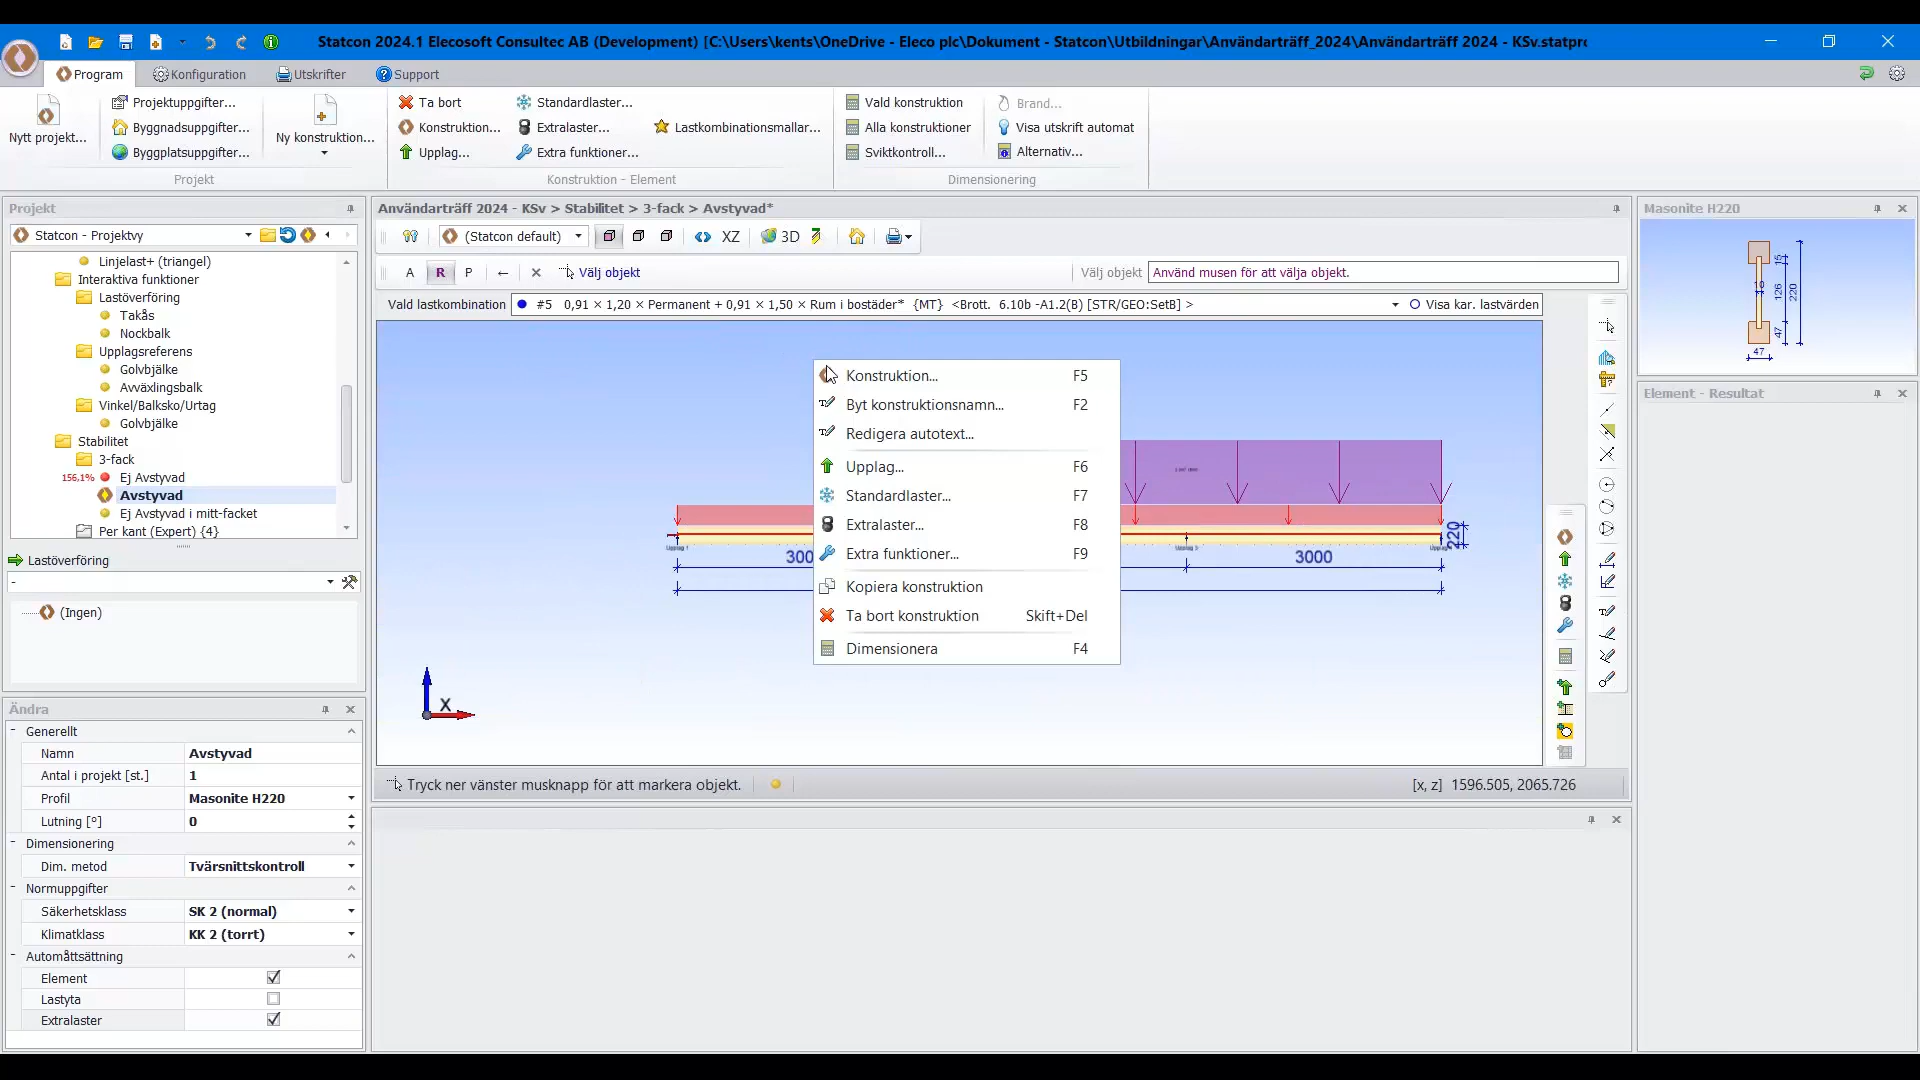 Statcon 2024.1 Elecosoft Consultec AB (Development) [C:\Users\kents\OneDrive - Eleco plc\Dokument - Statcon\Utbildningar\Användarträff_2024\Användarträff 2024 - KSv.statpro
Program
Konfiguration
Utskrifter
Support
Nytt projekt...
Projektuppgifter...
Byggnadsuppgifter...
Byggplatsuppgifter...
Projekt
Ny konstruktion...
Ta bort
Konstruktion...
Upplag...
Standardlaster...
Extralaster...
Extra funktioner...
Lastkombinationsmallar...
Konstruktion - Element
Vald konstruktion
Alla konstruktioner
Sviktkontroll...
Brand...
Visa utskrift automat
Alternativ...
Dimensionering
Projekt
Statcon - Projektvy
Linjelast+ (triangel)
Interaktiva funktioner
Lastöverföring
Takås
Nockbalk
Upplagsreferens
Golvbjälke
Avväxlingsbalk
Vinkel/Balksko/Urtag
Golvbjälke
Stabilitet
3-fack
156,1% Ej Avstyvad
Avstyvad
Ej Avstyvad i mitt-facket
Per kant (Expert) {4}
Lastöverföring
-
(Ingen)
Ändra
Generellt
Namn Avstyvad
Antal i projekt [st.] 1
Profil Masonite H220
Lutning [º] 0
Dimensionering
Dim. metod Tvärsnittskontroll
Normuppgifter
Säkerhetsklass SK 2 (normal)
Klimatklass KK 2 (torrt)
Automåttsättning
Element
Lastyta
Extralaster
Användarträff 2024 - KSv > Stabilitet > 3-fack > Avstyvad*
(Statcon default)
XZ
3D
A R P
Välj objekt
Välj objekt Använd musen för att välja objekt.
Vald lastkombination #5 0,91 × 1,20 × Permanent + 0,91 × 1,50 × Rum i bostäder* {MT} <Brott. 6.10b -A1.2(B) [STR/GEO:SetB] >
Visa kar. lastvärden
Konstruktion... F5
Byt konstruktionsnamn... F2
Redigera autotext...
Upplag... F6
Standardlaster... F7
Extralaster... F8
Extra funktioner... F9
Kopiera konstruktion
Ta bort konstruktion Skift+Del
Dimensionera F4
300
3000
220
X
Tryck ner vänster musknapp för att markera objekt.
[x, z] 1596.505, 2065.726
Masonite H220
15
10
126
220
47
47
Element - Resultat